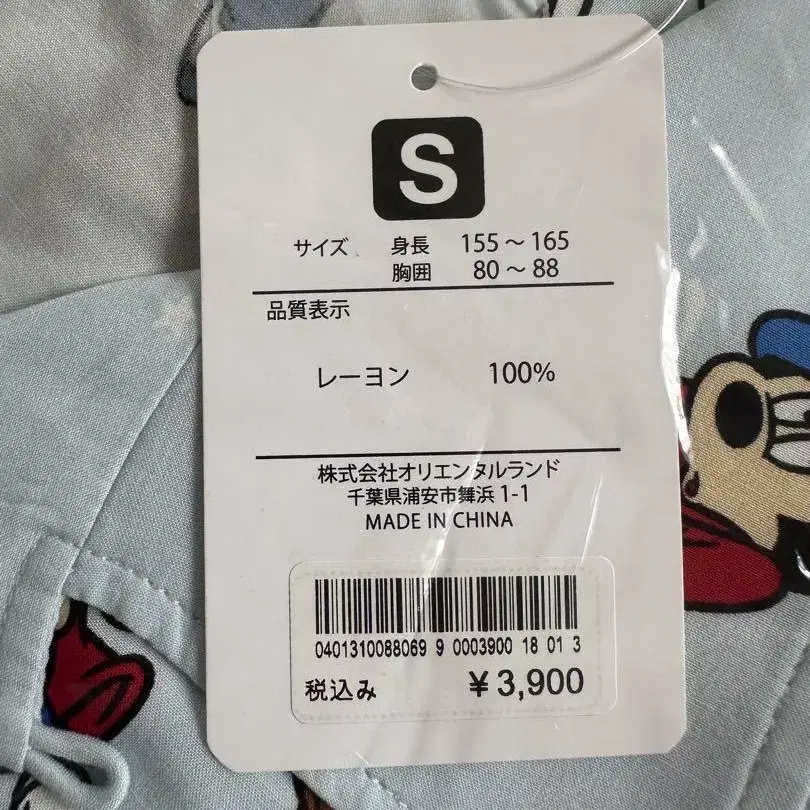 S
サイズ 身長 155～165
胸囲 80～88
品質表示
レーヨン 100%
株式会社オリエンタルランド
千葉県浦安市舞浜 1-1
MADE IN CHINA
0401310088069 9 0003900 18 01 3
税込み ¥3,900